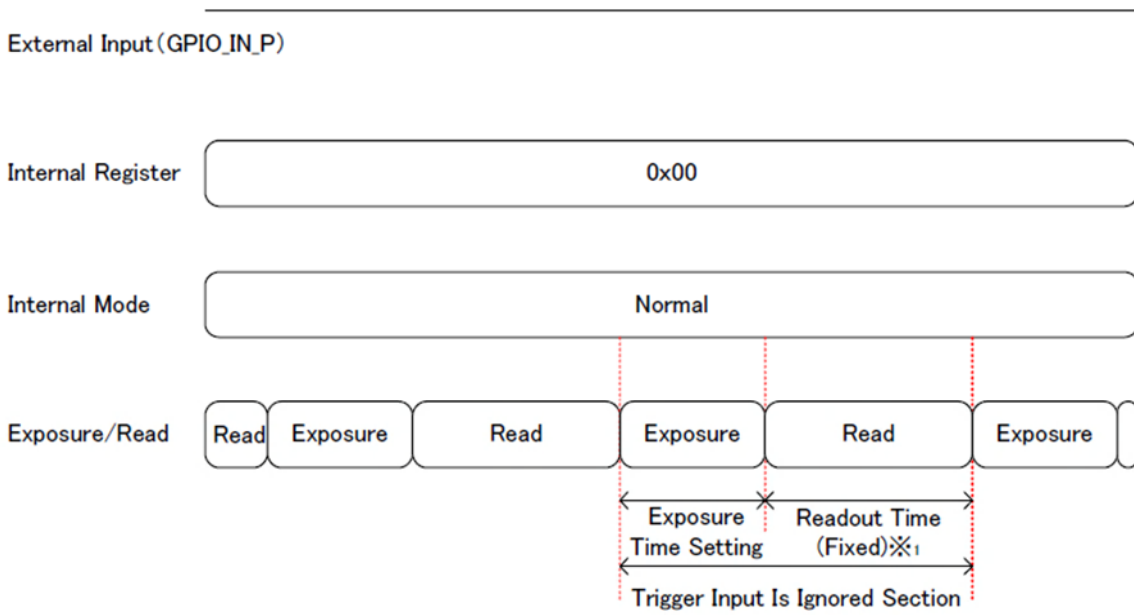 External Input(GPIO_IN_P)
Internal Register
0x00
Internal Mode
Normal
Exposure/Read
Read
Exposure
Read
Exposure
Read
Exposure
Exposure
Time Setting
Readout Time
(Fixed)※1
Trigger Input Is Ignored Section